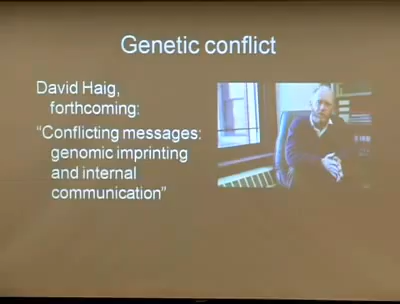 Genetic conflict
David Haig,
forthcoming:
"Conflicting messages:
genomic imprinting
and internal
communication"